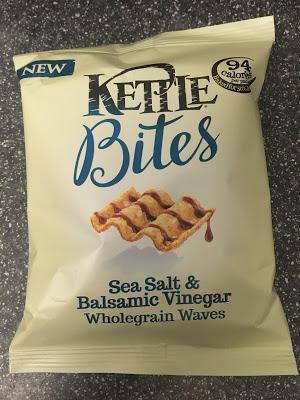 NEW
94
calories
KETTLE
Bites
Sea Salt &
Balsamic Vinegar
Wholegrain Waves